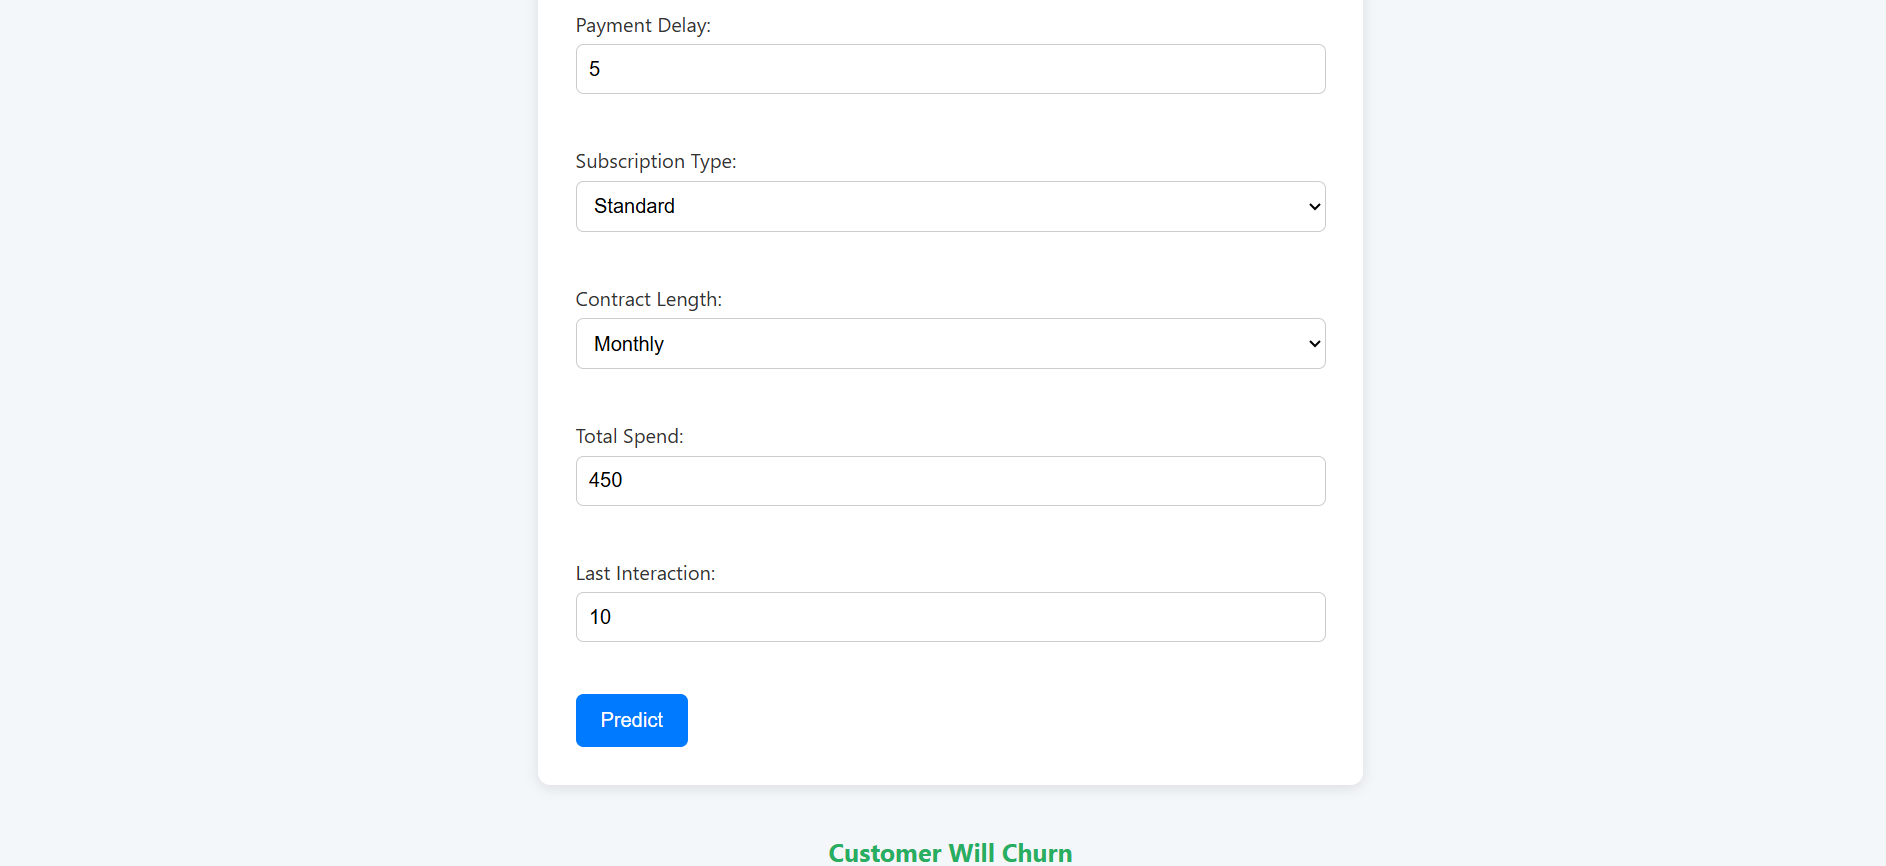 Payment Delay:
5
Subscription Type:
Standard
Contract Length:
Monthly
Total Spend:
450
Last Interaction:
10
Predict
Customer Will Churn